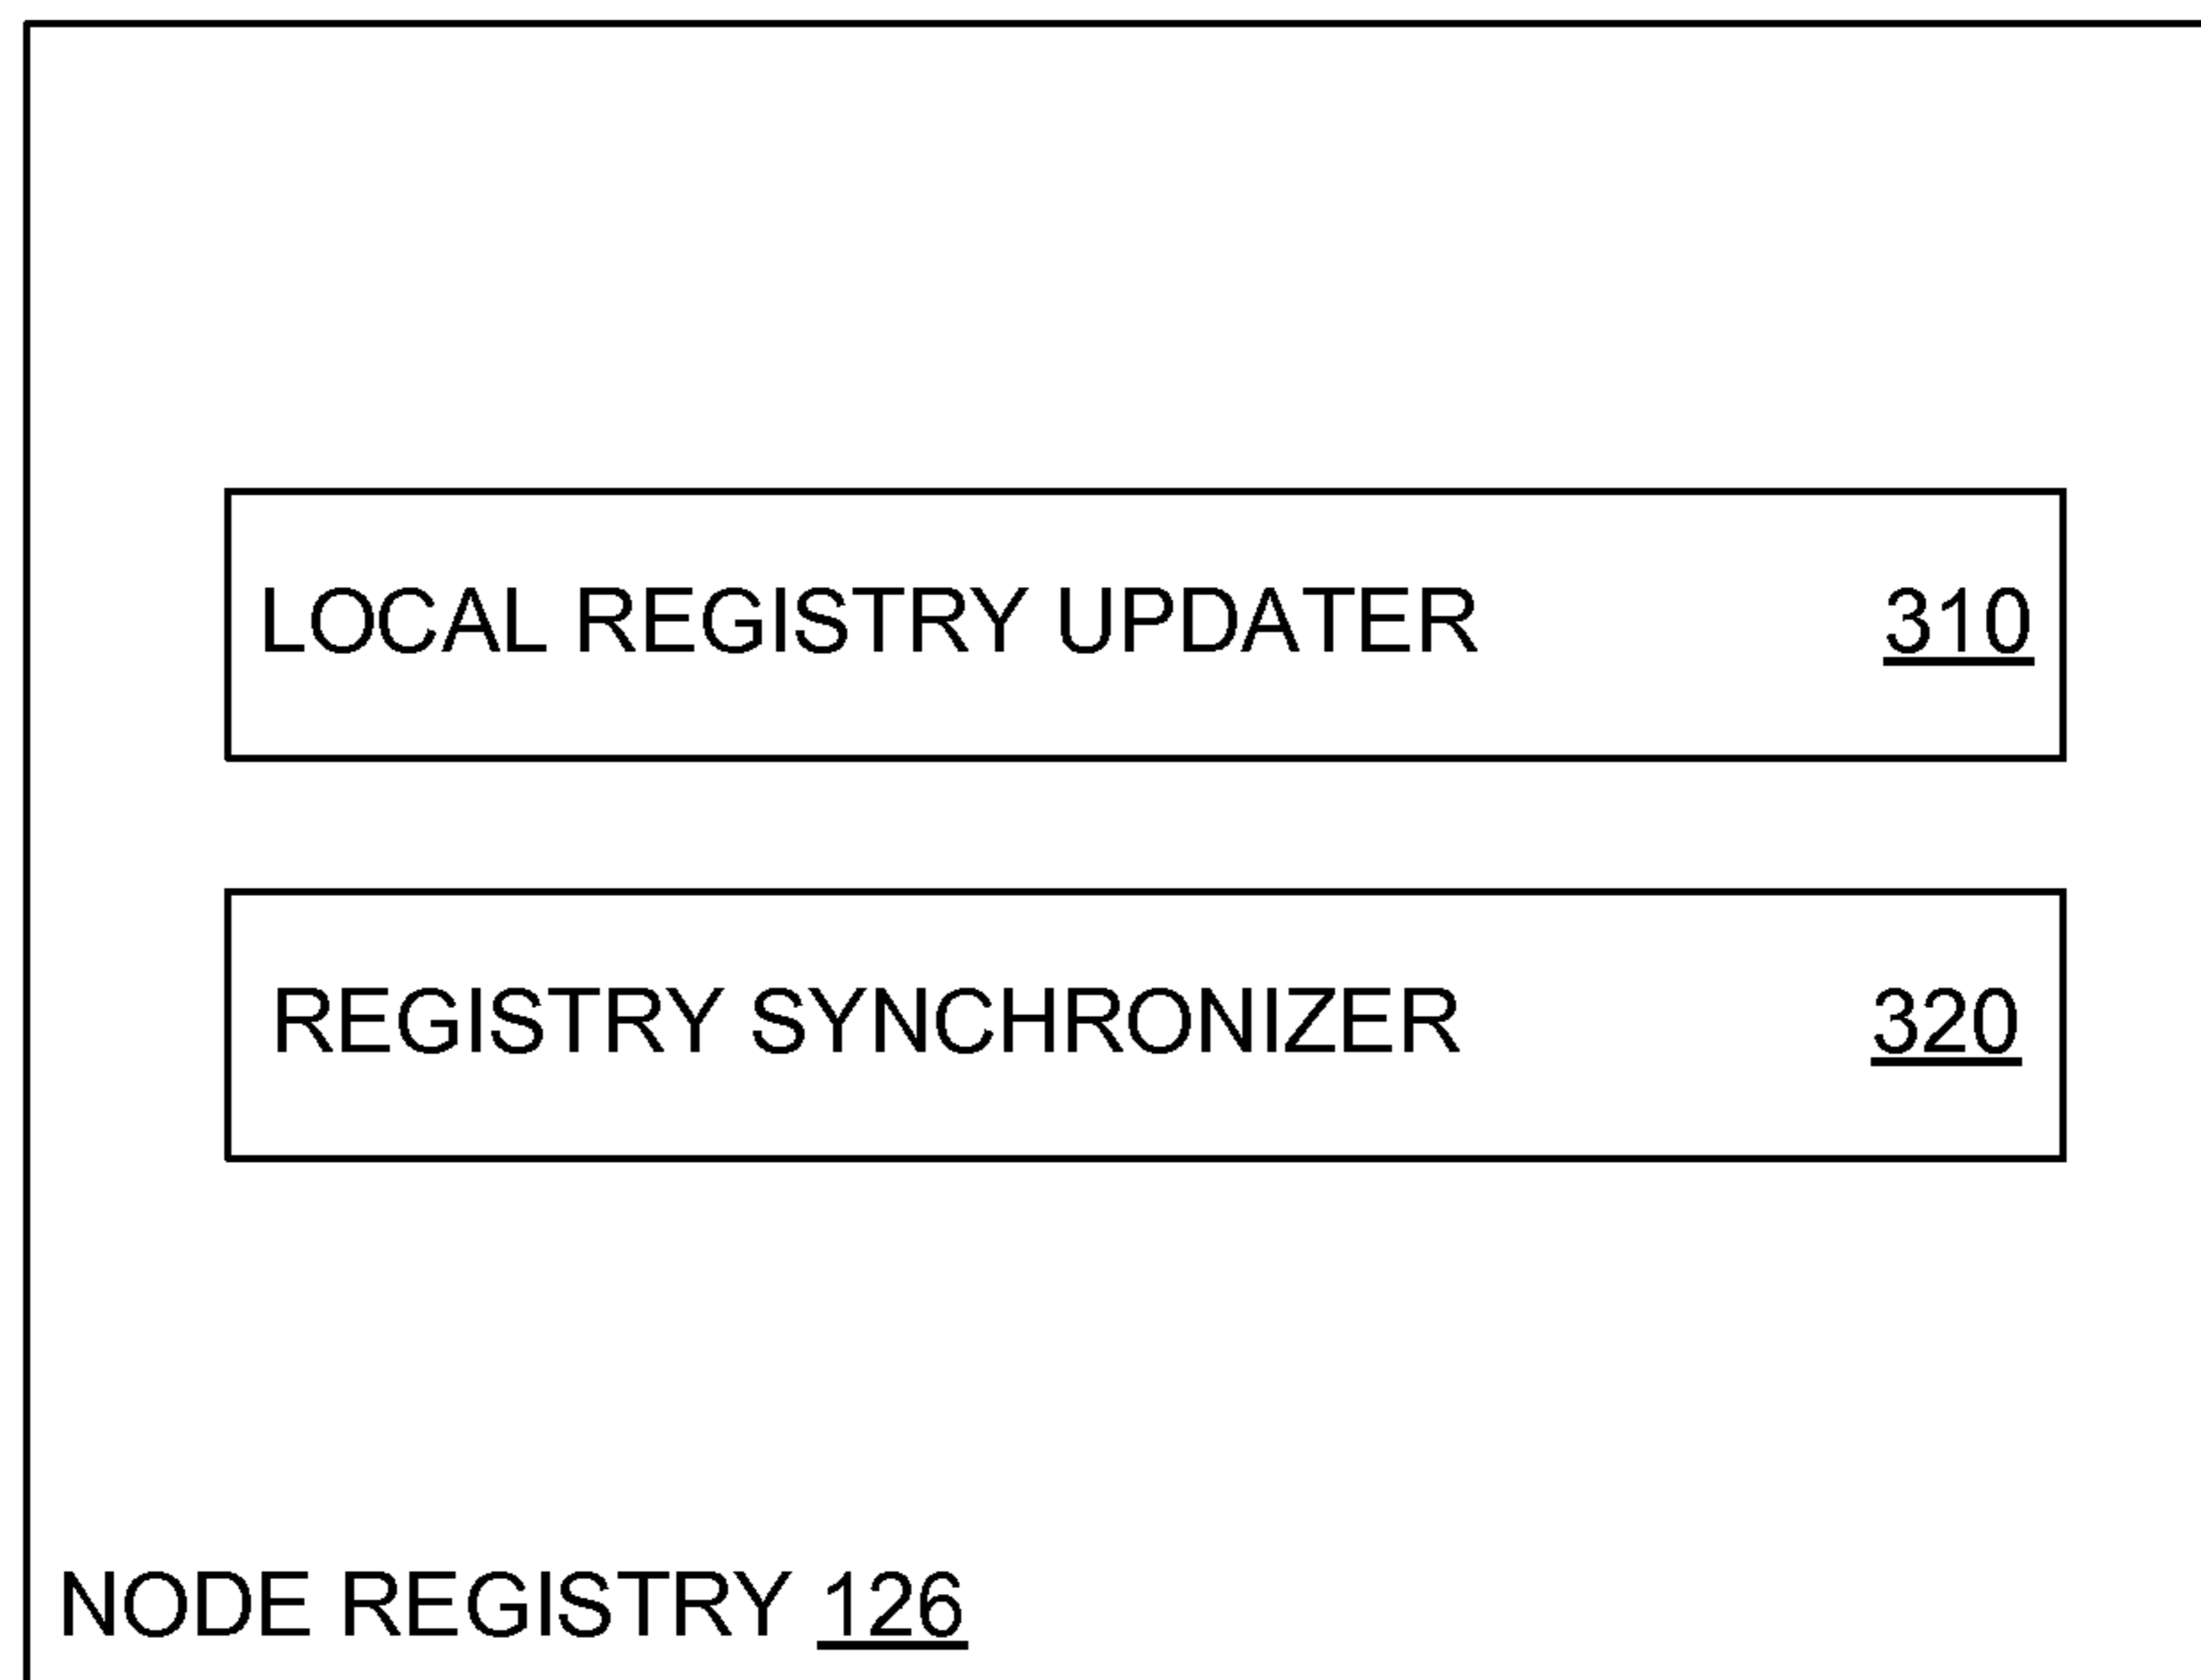 LOCAL REGISTRY UPDATER 310
REGISTRY SYNCHRONIZER 320
NODE REGISTRY 126